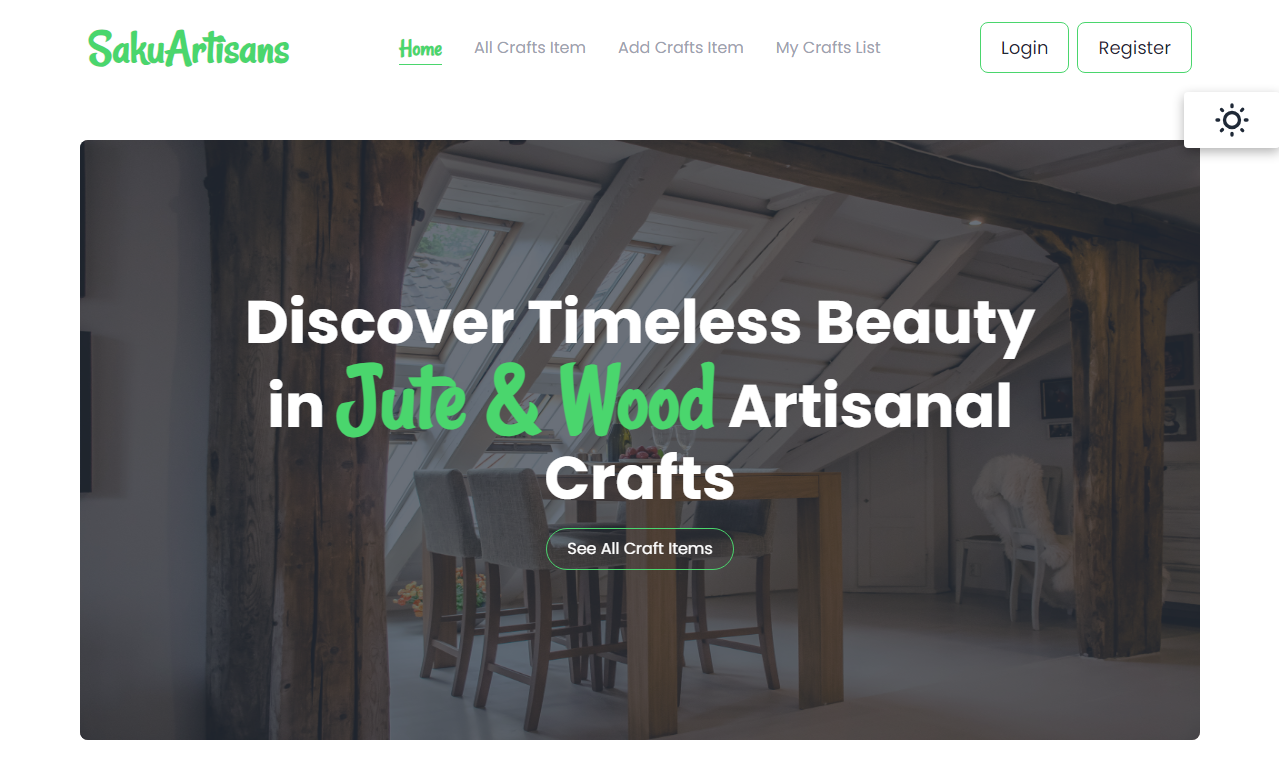 SakuArtisans
Home
All Crafts Item
Add Crafts Item
My Crafts List
Login
Register
Discover Timeless Beauty
in Jute & Wood Artisanal
Crafts
See All Craft Items